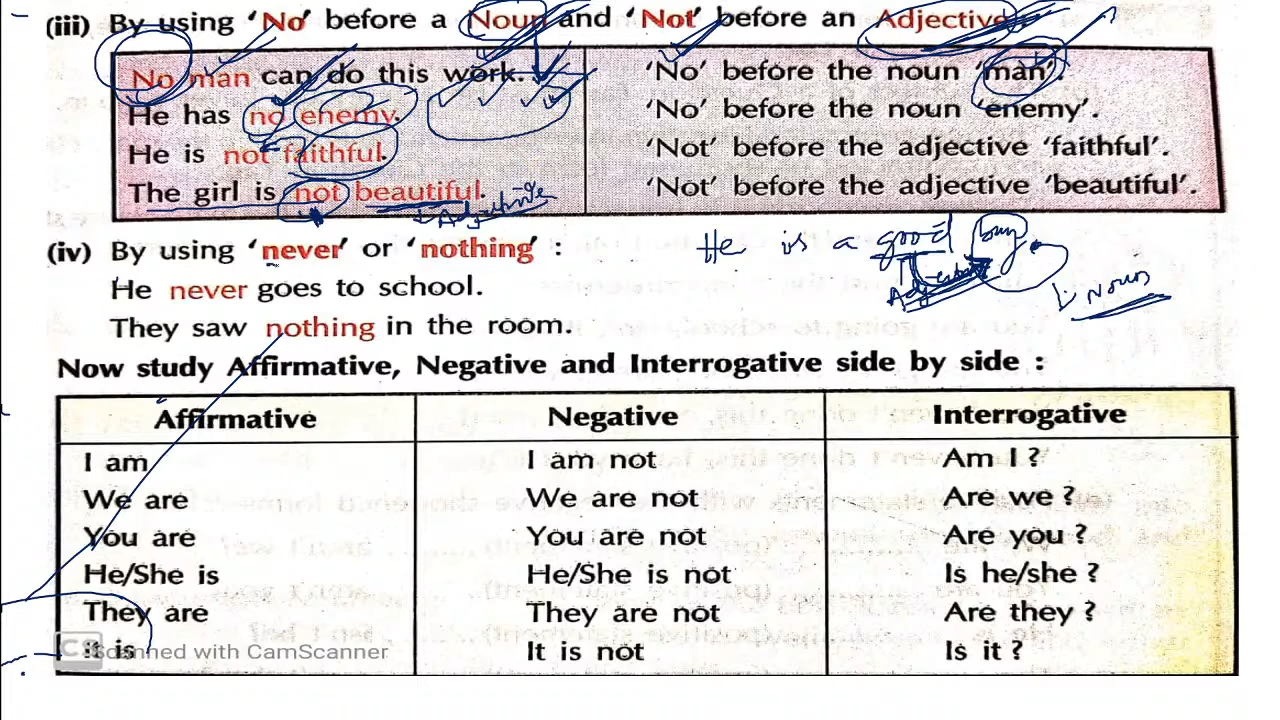 (iii) By using 'No' before a Noun and 'Not' before an Adjective
No man can do this work.
'No' before the noun 'man'.
He has no enemy.
'No' before the noun 'enemy'.
He is not faithful.
'Not' before the adjective 'faithful'.
The girl is not beautiful.
'Not' before the adjective 'beautiful'.
Adjective
(iv) By using 'never' or 'nothing' :
He is a good boy.
Adjective
Noun
He never goes to school.
They saw nothing in the room.
Now study Affirmative, Negative and Interrogative side by side :
Affirmative Negative Interrogative
I am I am not Am I ?
We are We are not Are we ?
You are You are not Are you ?
He/She is He/She is not Is he/she ?
They are They are not Are they ?
It is It is not Is it ?
CS Scanned with CamScanner